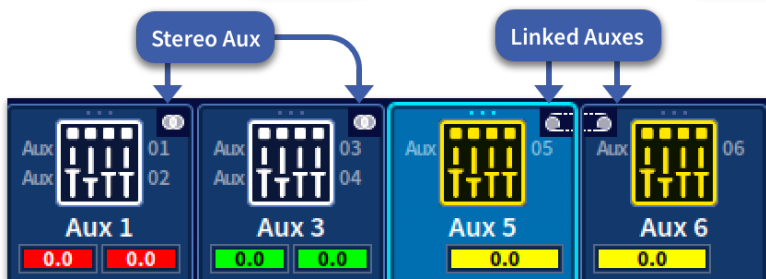 Stereo Aux
Linked Auxes
Aux 01
Aux 02
Aux 1
0.0 0.0
Aux 03
Aux 04
Aux 3
0.0 0.0
Aux 05
Aux 5
0.0
Aux 06
Aux 6
0.0